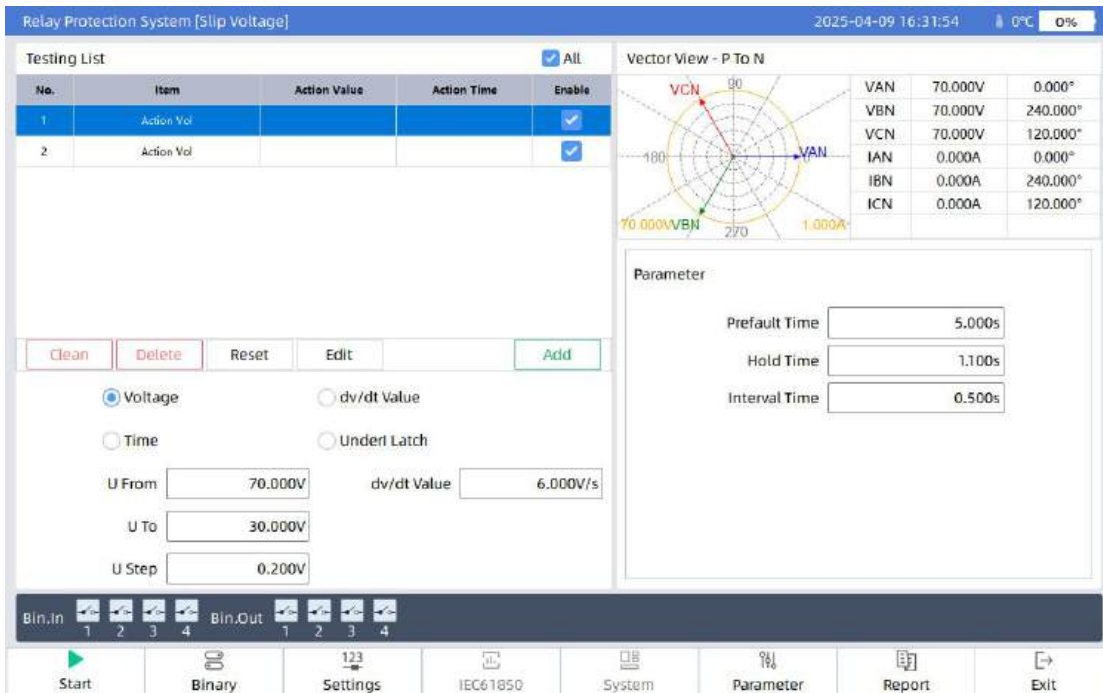 Relay Protection System [Slip Voltage] 2025-04-09 16:31:54 0℃ 0%
Testing List All
No. Item Action Value Action Time Enable
1 Action Vol
2 Action Vol
Clean Delete Reset Edit Add
Voltage dv/dt Value
Time UnderI Latch
U From 70.000V dv/dt Value 6.000V/s
U To 30.000V
U Step 0.200V
Vector View - P To N
VCN 90
180 VAN 0
70.000V VBN 270 1.000A
VAN 70.000V 0.000°
VBN 70.000V 240.000°
VCN 70.000V 120.000°
IAN 0.000A 0.000°
IBN 0.000A 240.000°
ICN 0.000A 120.000°
Parameter
Prefault Time 5.000s
Hold Time 1.100s
Interval Time 0.500s
Bin.In 1 2 3 4 Bin.Out 1 2 3 4
123
Start Binary Settings IEC61850 System Parameter Report Exit